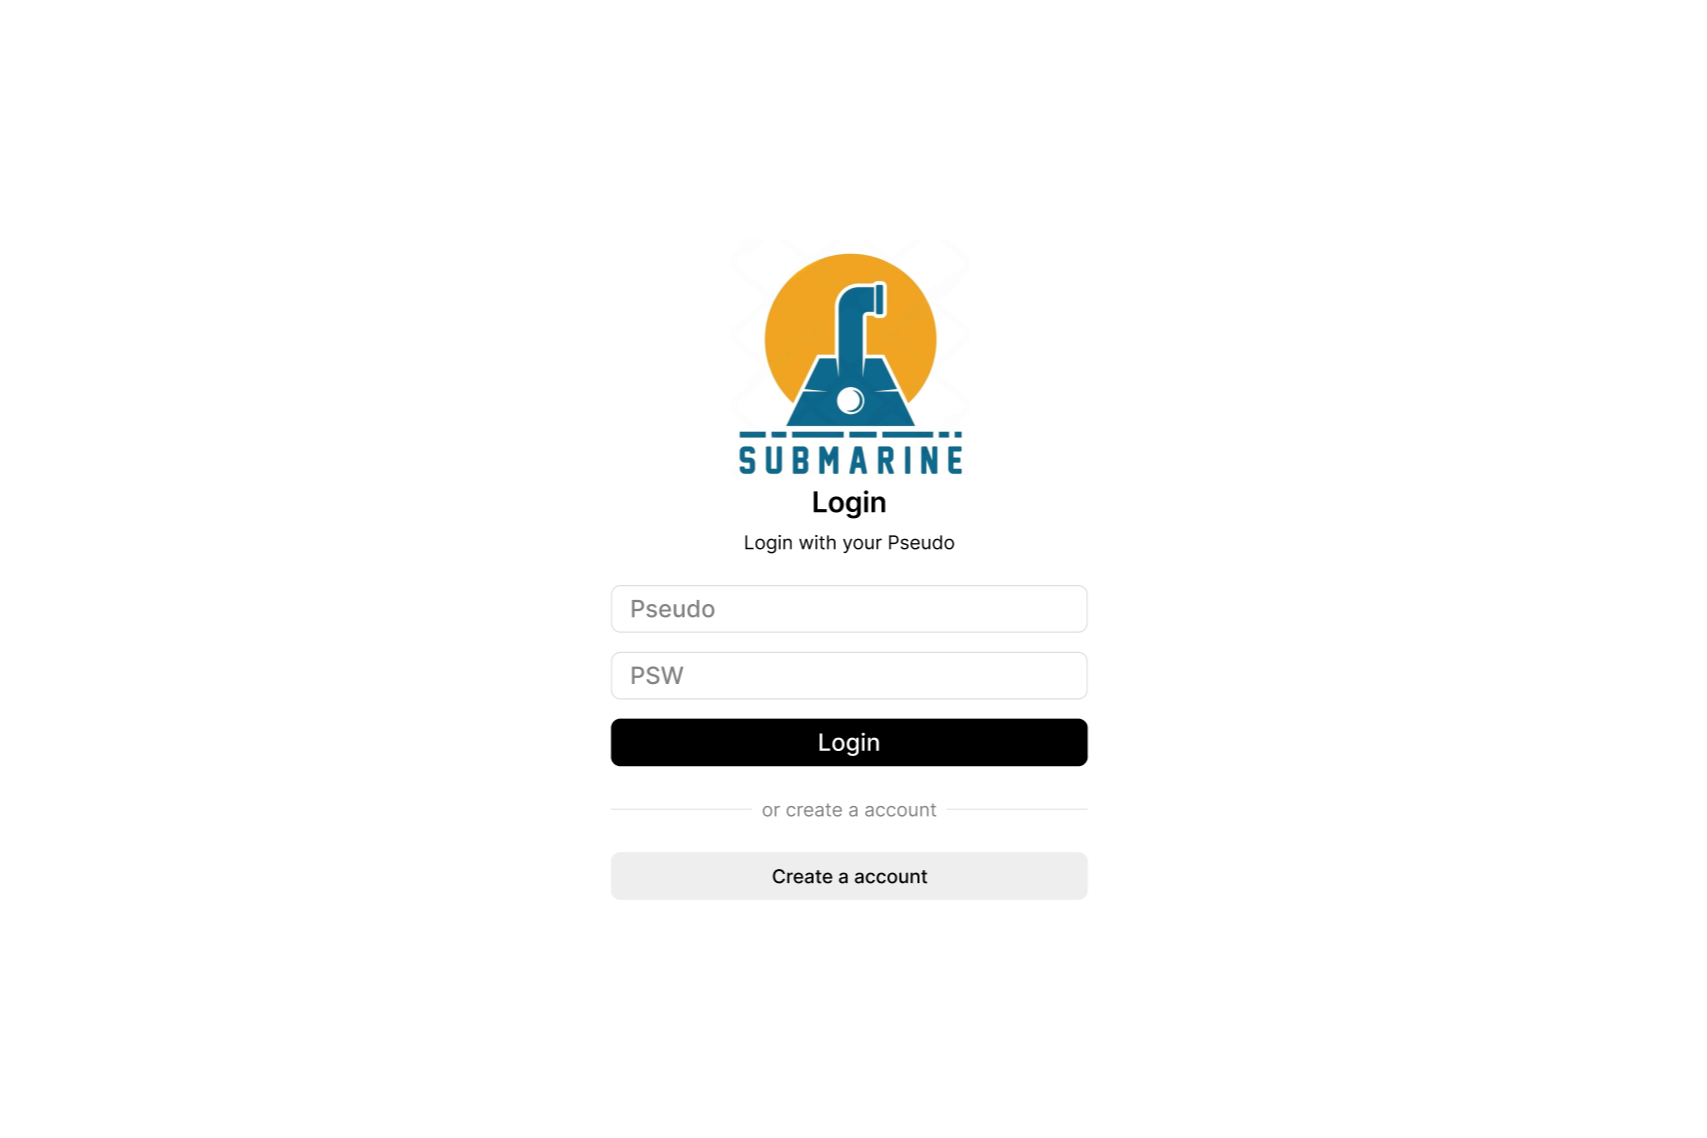 SUBMARINE
Login
Login with your Pseudo
Pseudo
PSW
Login
or create a account
Create a account